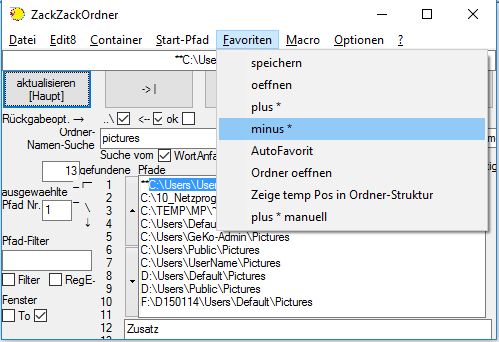 ZackZackOrdner
Datei Edit8 Container Start-Pfad Favoriten Macro Optionen ?
**C:\Users\User
aktualisieren
[Haupt]
-> |
speichern
oeffnen
plus *
minus *
AutoFavorit
Ordner oeffnen
Zeige temp Pos in Ordner-Struktur
plus * manuell
Rückgabeopt. → ..\ <-- ok
Ordner-
Namen-Suche
pictures
Suche vom WortAnfa
13 gefundene Pfade
ausgewaehlte
Pfad Nr. 1
\
↓
Pfad-Filter
Filter RegE-
Fenster
To
1 **C:\Users\User
2 C:\10_Netzprog
3 C:\TEMP\MP\~
4 C:\Users\Defau
5 C:\Users\GeKo-Admin\Pictures
6 C:\Users\Public\Pictures
7 C:\Users\UserName\Pictures
8 D:\Users\Default\Pictures
9 D:\Users\Public\Pictures
10 F:\D150114\Users\Default\Pictures
11
12 Zusatz